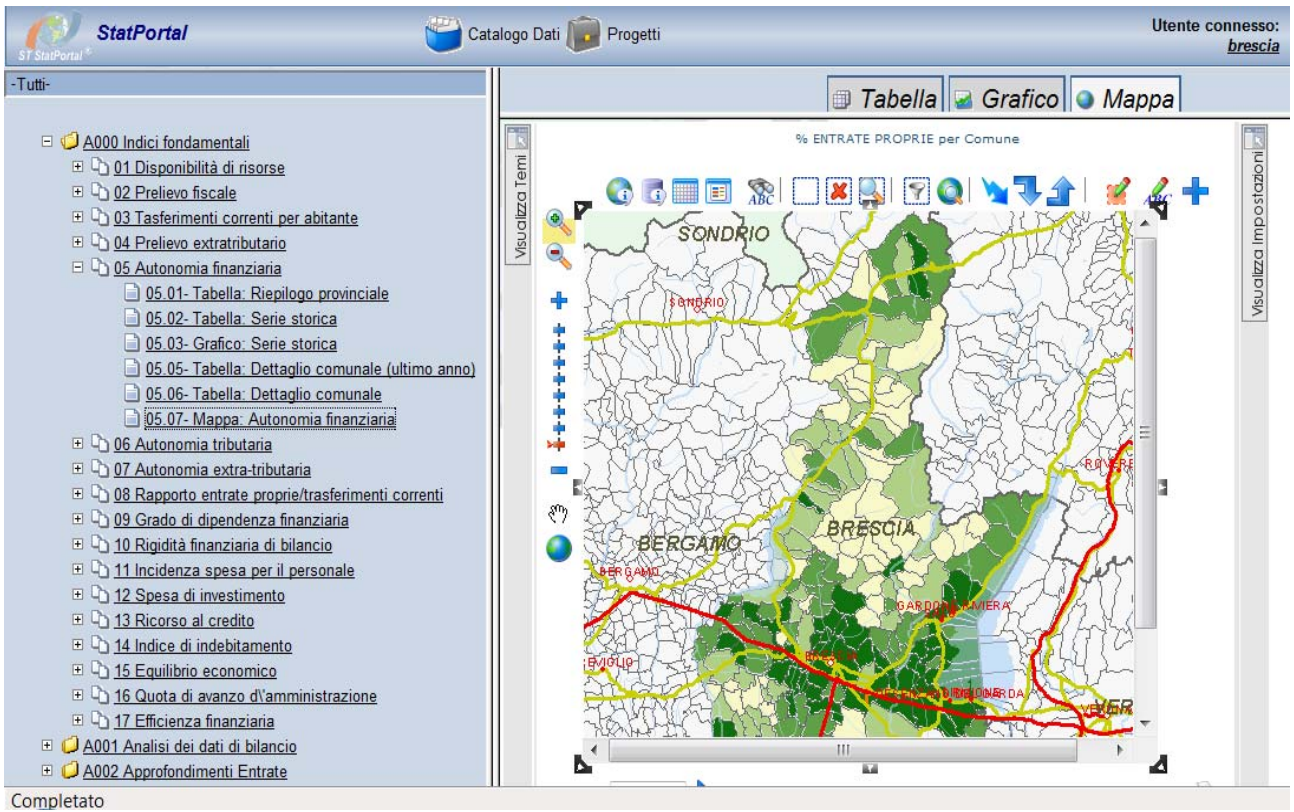 StatPortal
ST StatPortal ®
Catalogo Dati
Progetti
Utente connesso:
brescia
-Tutti-
Tabella
Grafico
Mappa
A000 Indici fondamentali
01 Disponibilità di risorse
02 Prelievo fiscale
03 Tasferimenti correnti per abitante
04 Prelievo extratributario
05 Autonomia finanziaria
05.01- Tabella: Riepilogo provinciale
05.02- Tabella: Serie storica
05.03- Grafico: Serie storica
05.05- Tabella: Dettaglio comunale (ultimo anno)
05.06- Tabella: Dettaglio comunale
05.07- Mappa: Autonomia finanziaria
06 Autonomia tributaria
07 Autonomia extra-tributaria
08 Rapporto entrate proprie/trasferimenti correnti
09 Grado di dipendenza finanziaria
10 Rigidità finanziaria di bilancio
11 Incidenza spesa per il personale
12 Spesa di investimento
13 Ricorso al credito
14 Indice di indebitamento
15 Equilibrio economico
16 Quota di avanzo d\'amministrazione
17 Efficienza finanziaria
A001 Analisi dei dati di bilancio
A002 Approfondimenti Entrate
Visualizza Temi
% ENTRATE PROPRIE per Comune
ABC
ABC
SONDRIO
SONDRIO
ROVERE
BRESCIA
BERGAMO
BERGAMO
EVIGLIO
BRESCIA
VER
Visualizza Impostazioni
Completato